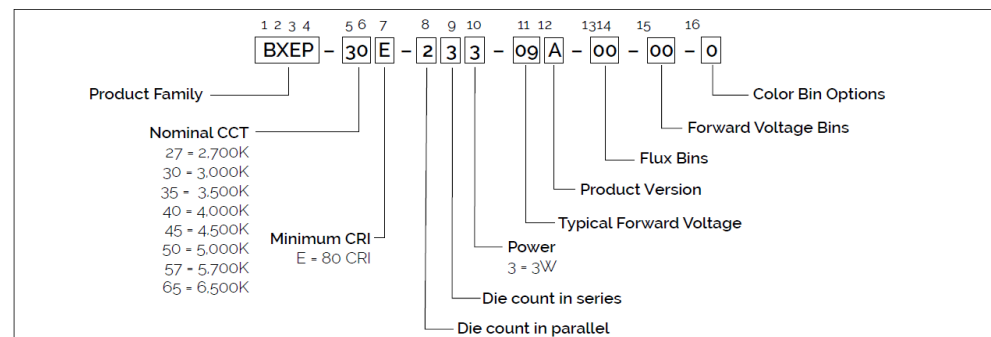 1 2 3 4 5 6 7 8 9 10 11 12 1314 15 16
BXEP – 30 E – 2 3 3 – 09 A – 00 – 00 – 0
Product Family
Color Bin Options
Nominal CCT
Forward Voltage Bins
27 = 2,700K
30 = 3,000K
Flux Bins
35 = 3,500K
Product Version
40 = 4,000K
45 = 4,500K
Minimum CRI
Typical Forward Voltage
50 = 5,000K
E = 80 CRI
Power
57 = 5,700K
3 = 3W
65 = 6,500K
Die count in series
Die count in parallel